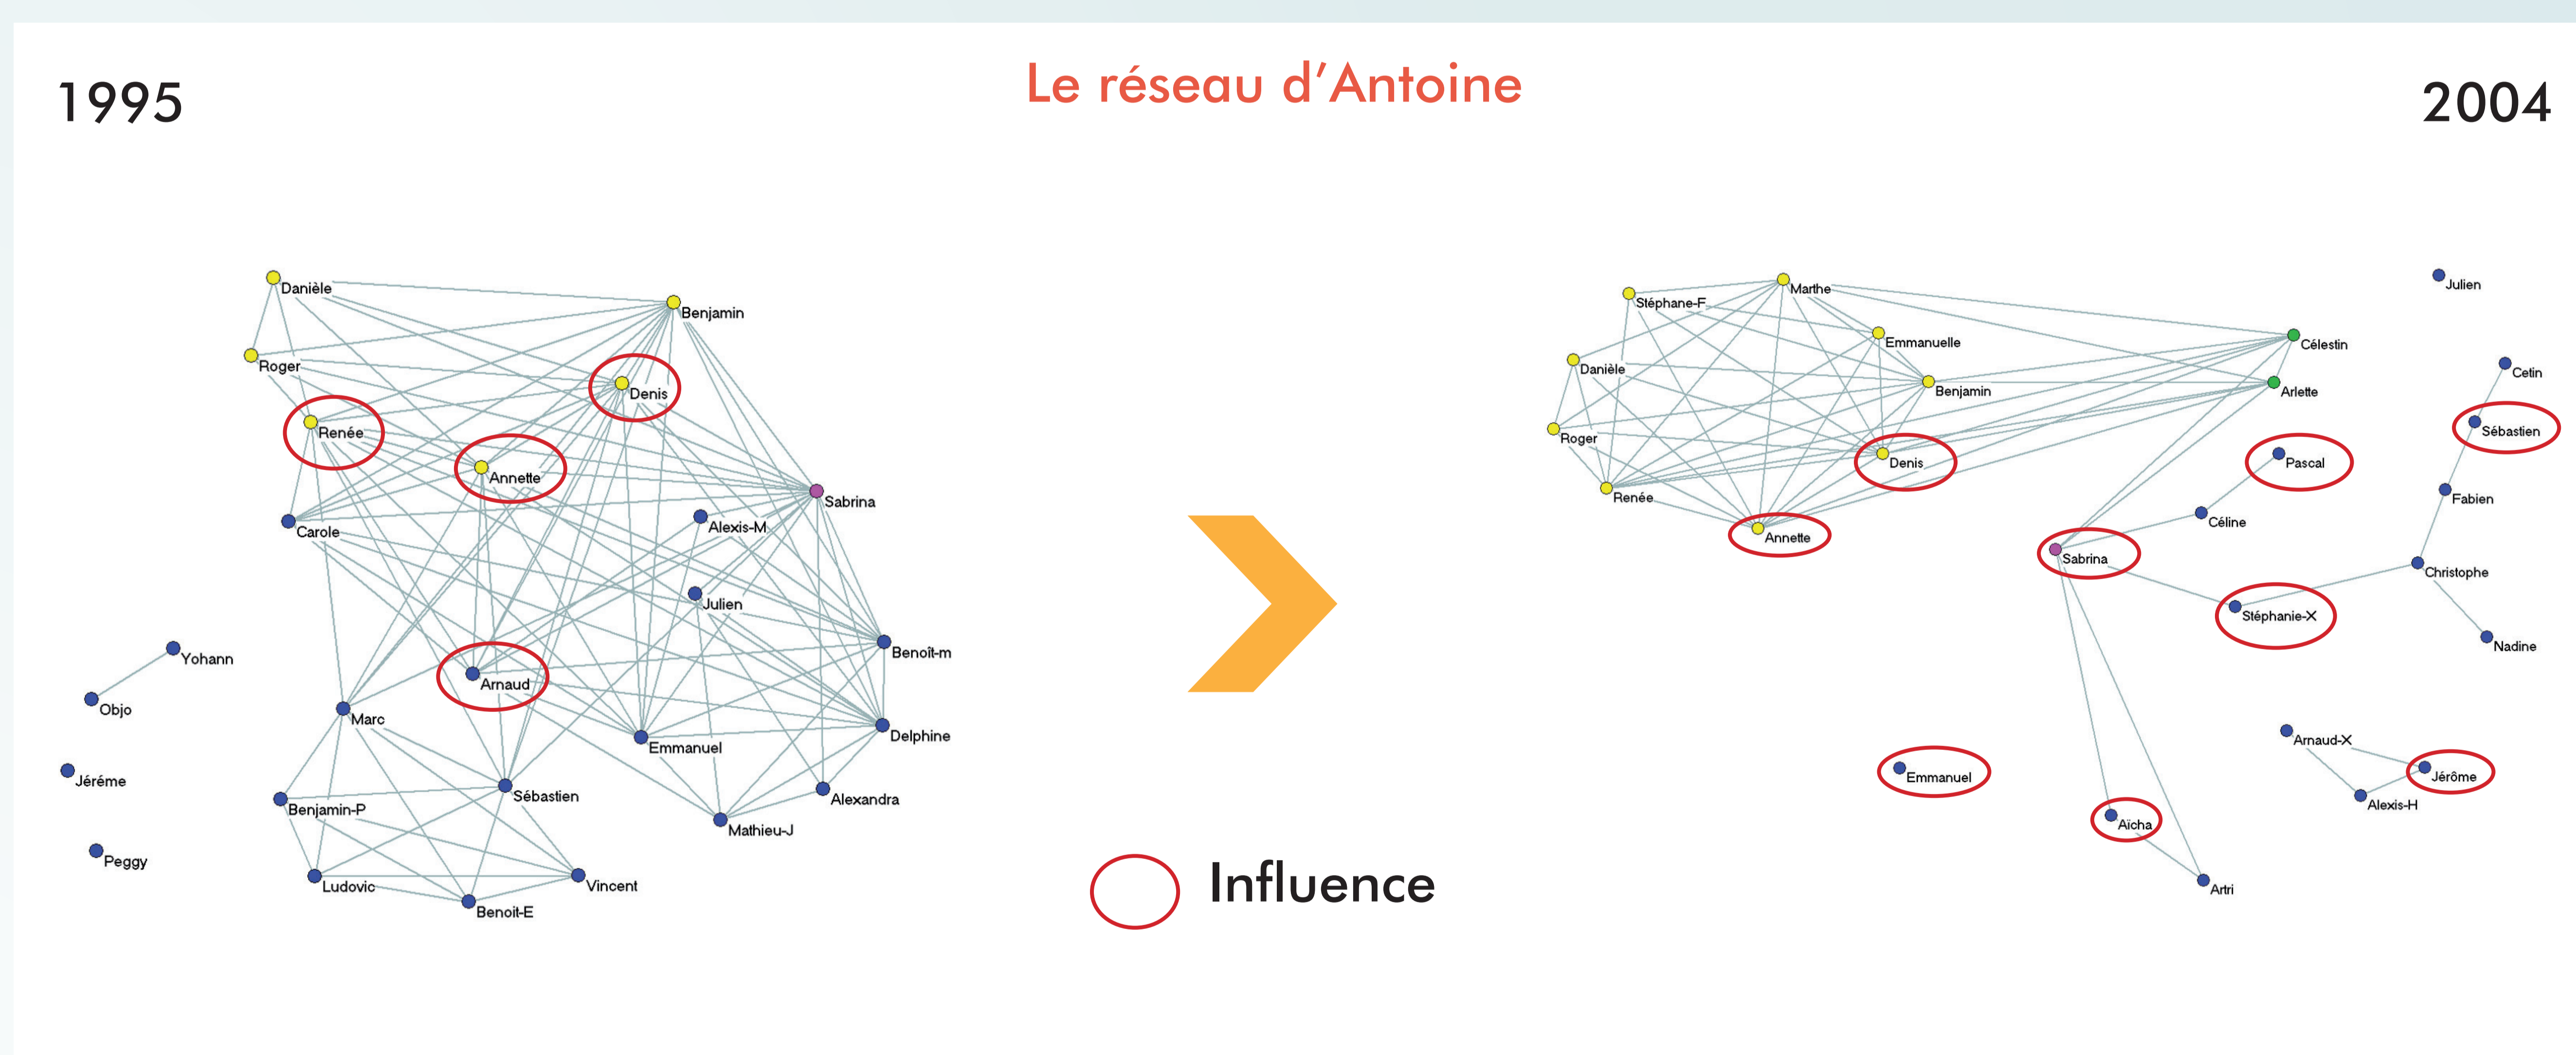 1995
Le réseau d'Antoine
2004
Danièle
Benjamin
Roger
Denis
Renée
Annette
Sabrina
Carole
Alexis-M
Julien
Benoît-m
Yohann
Arnaud
Objo
Marc
Emmanuel
Delphine
Jéréme
Benjamin-P
Sébastien
Alexandra
Mathieu-J
Peggy
Ludovic
Vincent
Benoit-E
Influence
Julien
Marthe
Stéphane-F
Emmanuelle
Célestin
Danièle
Cetin
Benjamin
Arlette
Roger
Sébastien
Denis
Pascal
Renée
Fabien
Céline
Annette
Sabrina
Christophe
Stéphanie-X
Nadine
Arnaud-X
Emmanuel
Jérôme
Alexis-H
Aïcha
Artri